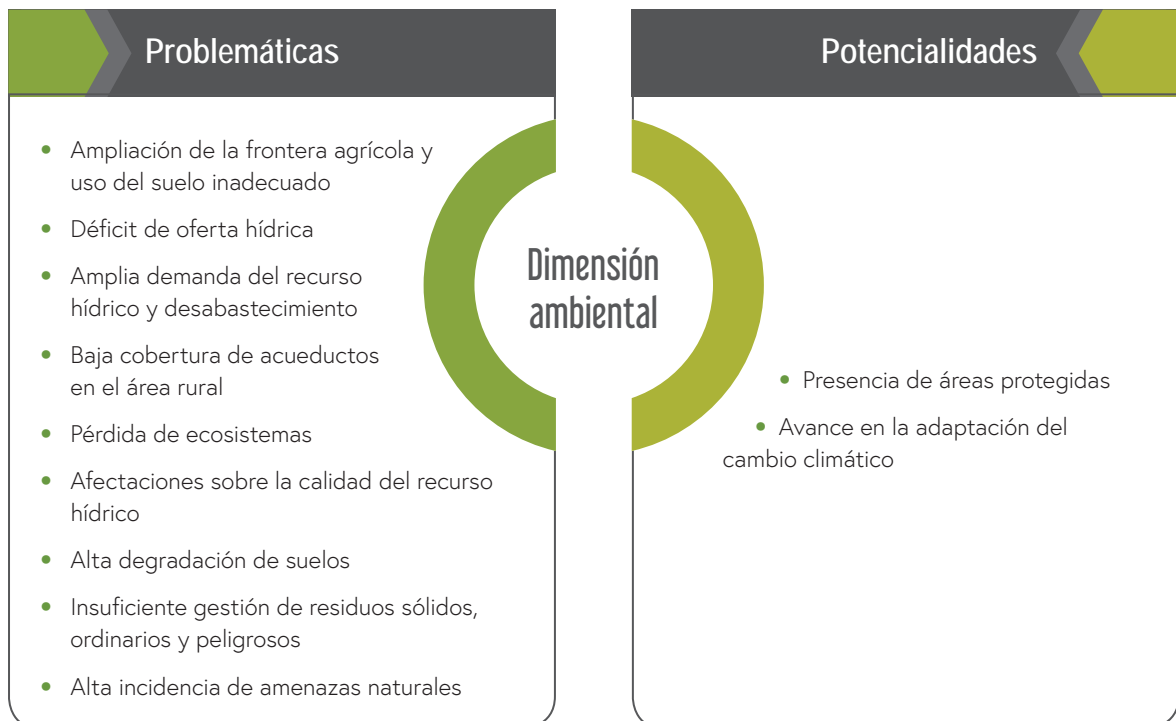 Problemáticas
• Ampliación de la frontera agrícola y
uso del suelo inadecuado
• Déficit de oferta hídrica
• Amplia demanda del recurso
hídrico y desabastecimiento
• Baja cobertura de acueductos
en el área rural
• Pérdida de ecosistemas
• Afectaciones sobre la calidad del recurso
hídrico
• Alta degradación de suelos
• Insuficiente gestión de residuos sólidos,
ordinarios y peligrosos
• Alta incidencia de amenazas naturales
Dimensión
ambiental
Potencialidades
• Presencia de áreas protegidas
• Avance en la adaptación del
cambio climático